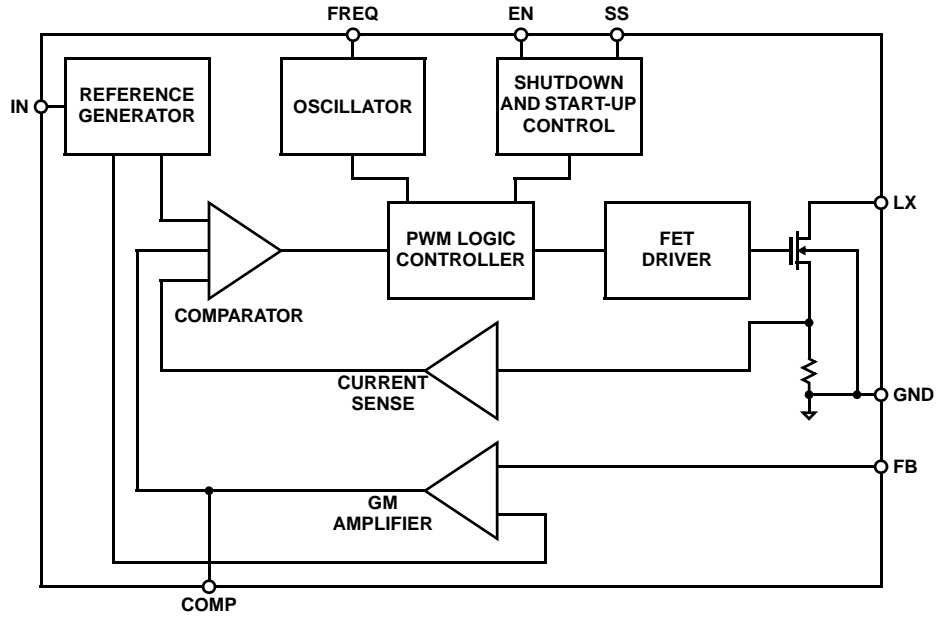 FREQ
EN
SS
IN
REFERENCE
GENERATOR
OSCILLATOR
SHUTDOWN
AND START-UP
CONTROL
LX
PWM LOGIC
CONTROLLER
FET
DRIVER
COMPARATOR
CURRENT
SENSE
GND
FB
GM
AMPLIFIER
COMP